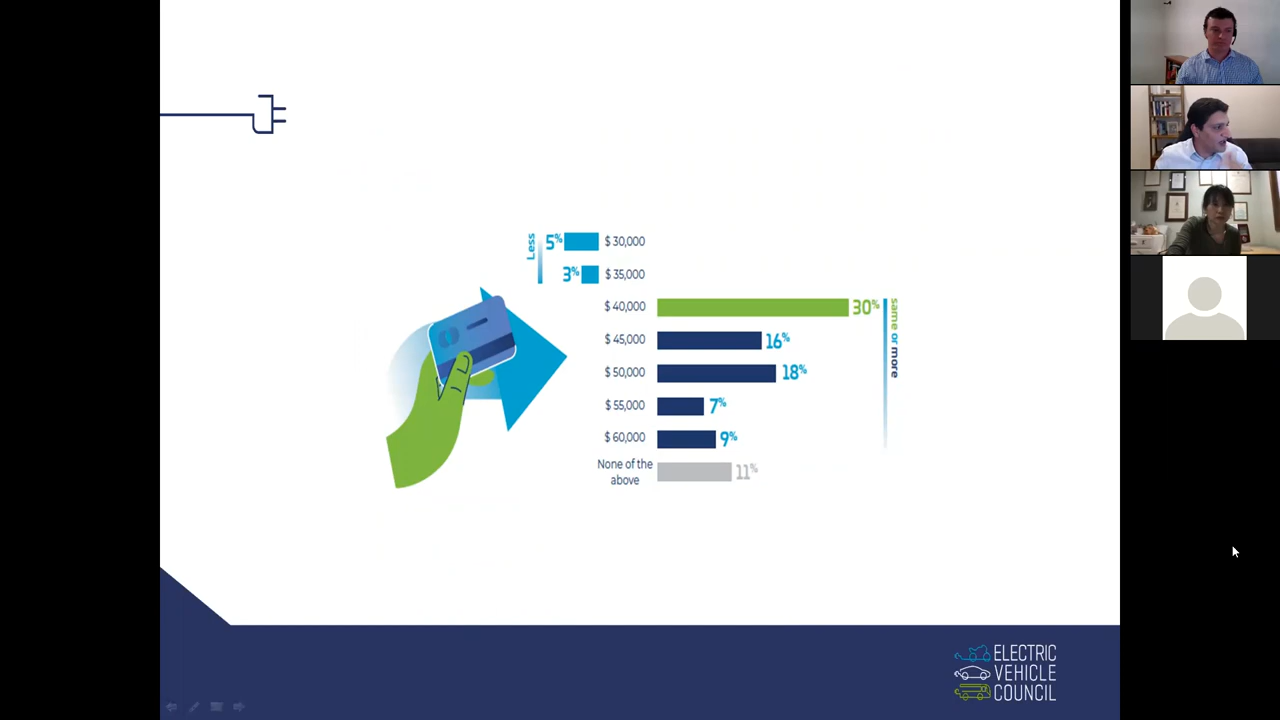 Less
5% $ 30,000
3% $ 35,000
$ 40,000 30%
$ 45,000 16%
$ 50,000 18%
$ 55,000 7%
$ 60,000 9%
None of the
above 11%
same or more
ELECTRIC
VEHICLE
COUNCIL